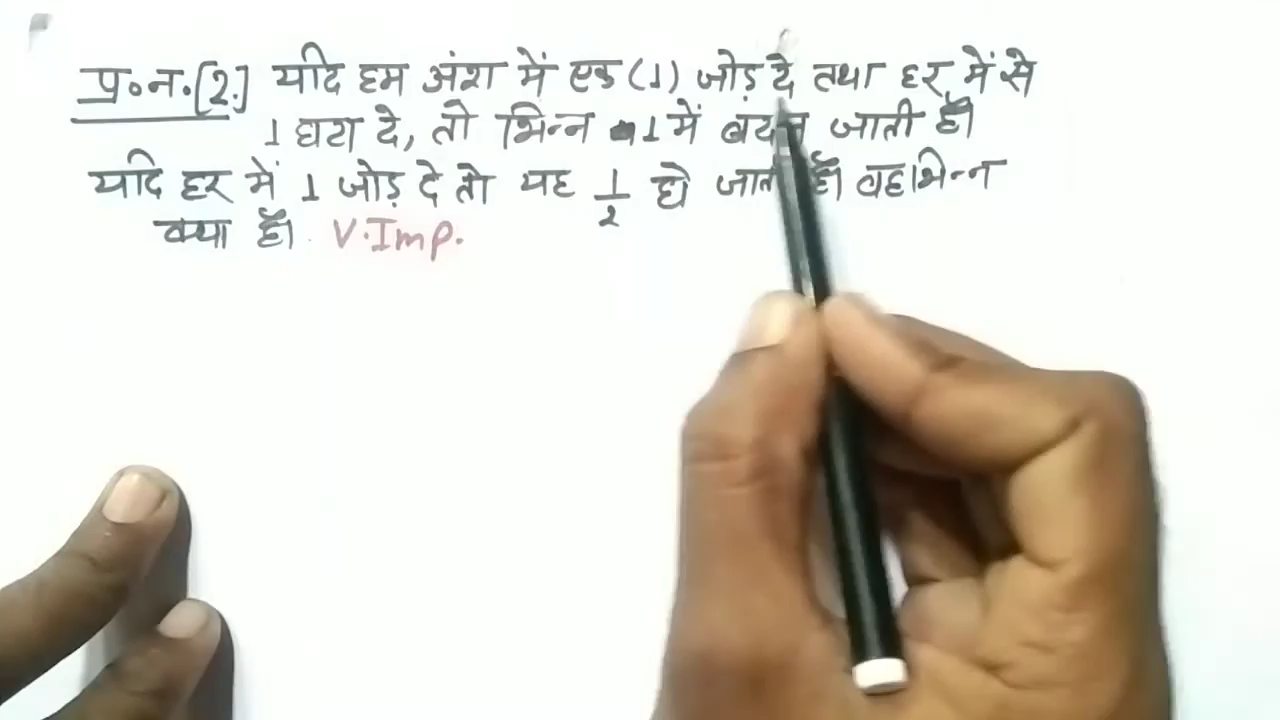 प्र॰न॰[2.] यदि हम अंश में एक (1) जोड़ दे तथा हर में से
1 घटा दे, तो भिन्न 1 में बदल जाती है।
यदि हर में 1 जोड़ दे तो यह 1/2 हो जाती है। वह भिन्न
क्या है। V.Imp.